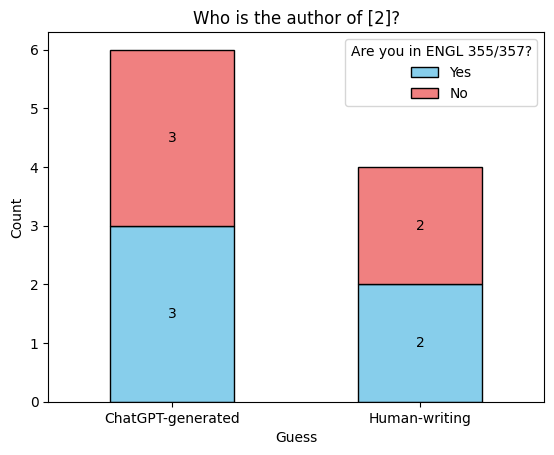 Who is the author of [2]?
Are you in ENGL 355/357?
Yes
No
Count
6
5
4
3
2
1
0
3
3
2
2
ChatGPT-generated
Human-writing
Guess